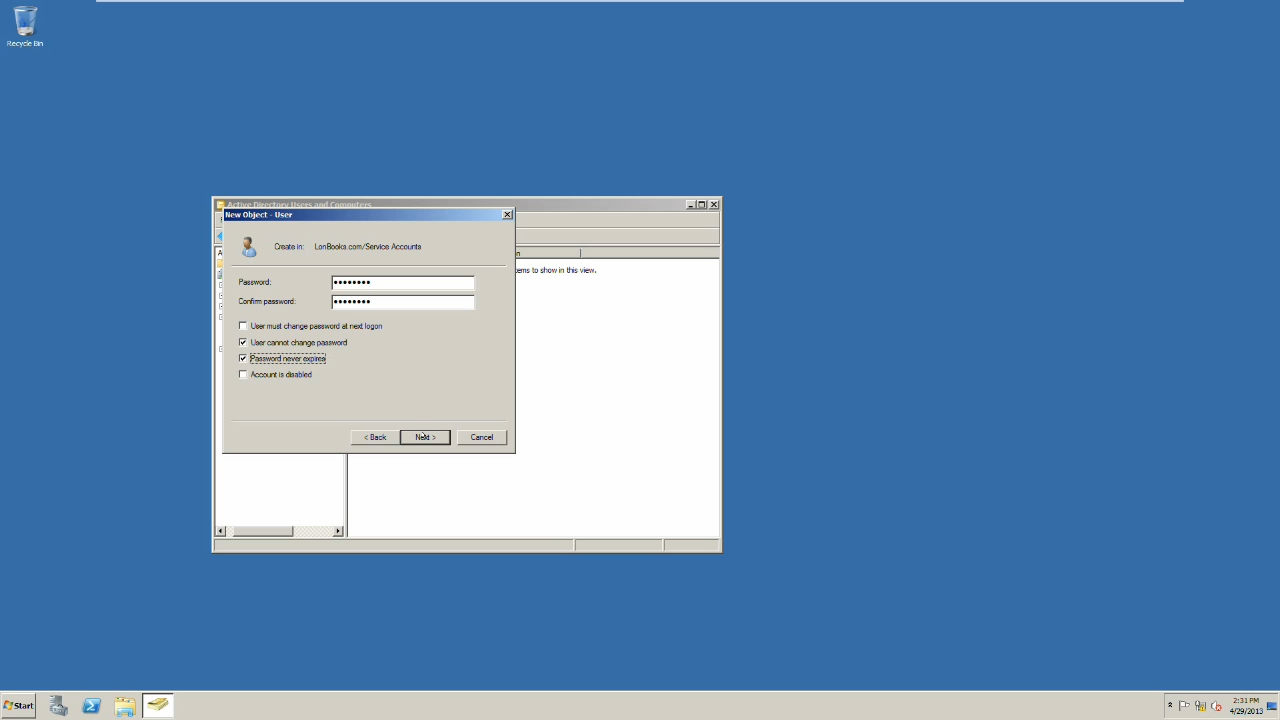 Recycle Bin
Active Directory Users and Computers
New Object - User
Create in: LonBooks.com/Service Accounts
Password: ●●●●●●●●
Confirm password: ●●●●●●●●
User must change password at next logon
User cannot change password
Password never expires
Account is disabled
< Back
Next >
Cancel
items to show in this view.
Start
2:31 PM
4/29/2013